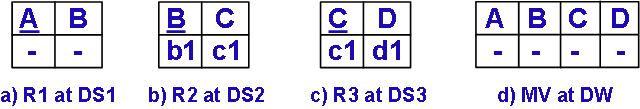 A B B C C D A B C D
- - b1 c1 c1 d1 - - - -
a) R1 at DS1 b) R2 at DS2 c) R3 at DS3 d) MV at DW